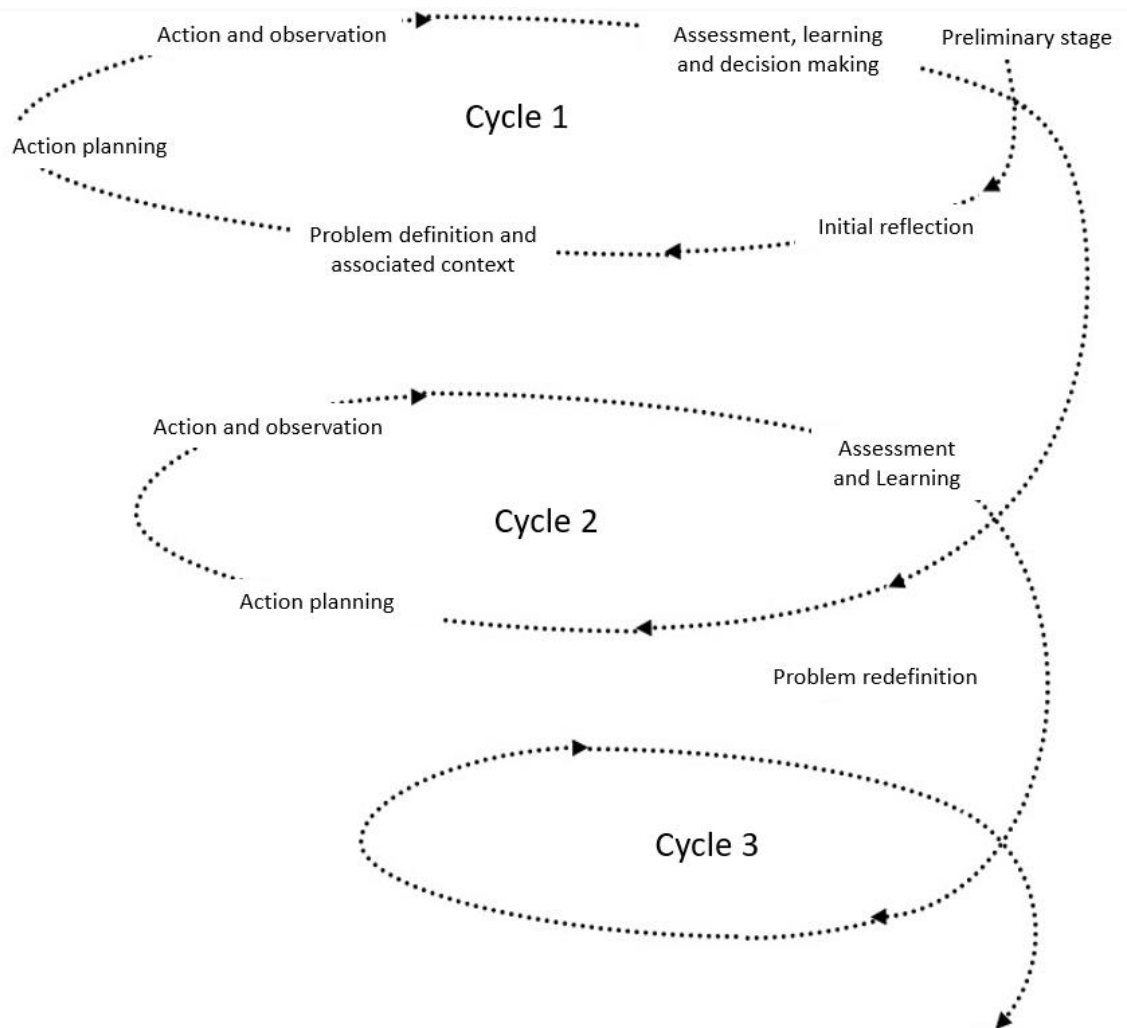 Action and observation
Assessment, learning
and decision making
Preliminary stage
Cycle 1
Action planning
Initial reflection
Problem definition and
associated context
Action and observation
Assessment
and Learning
Cycle 2
Action planning
Problem redefinition
Cycle 3